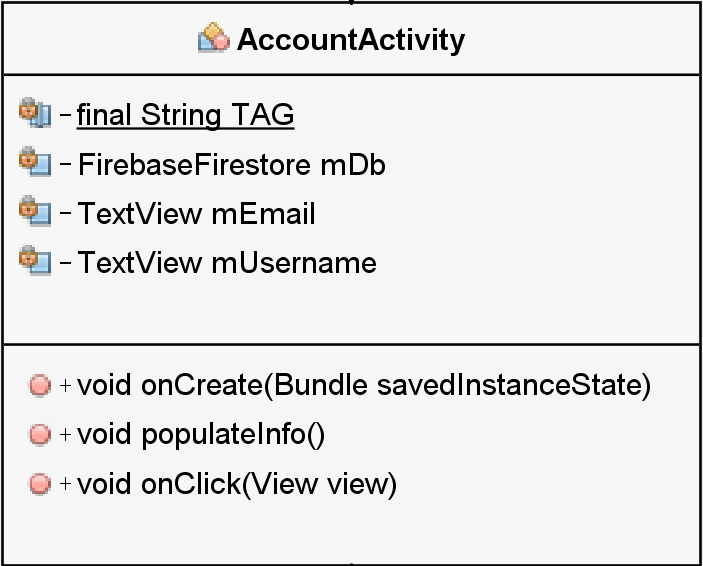 AccountActivity
- final String TAG
- FirebaseFirestore mDb
- TextView mEmail
- TextView mUsername
+ void onCreate(Bundle savedInstanceState)
+ void populateInfo()
+ void onClick(View view)